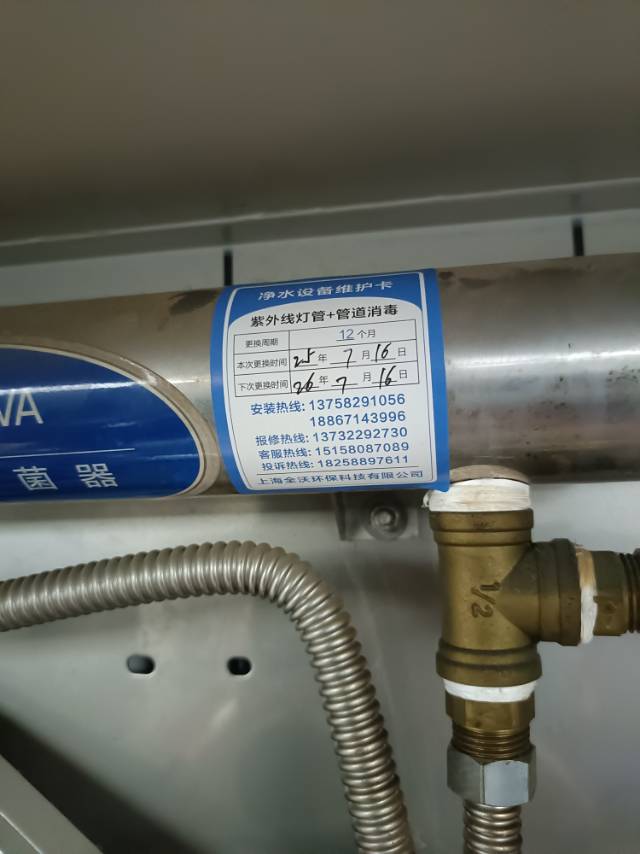 净水设备维护卡
紫外线灯管+管道消毒
更换周期 12个月
本次更换时间 25年 7月16日
下次更换时间 26年 7月16日
安装热线: 13758291056
18867143996
报修热线: 13732292730
客服热线: 15158087089
投诉热线: 18258897611
上海全沃环保科技有限公司
WA
菌器
1/2